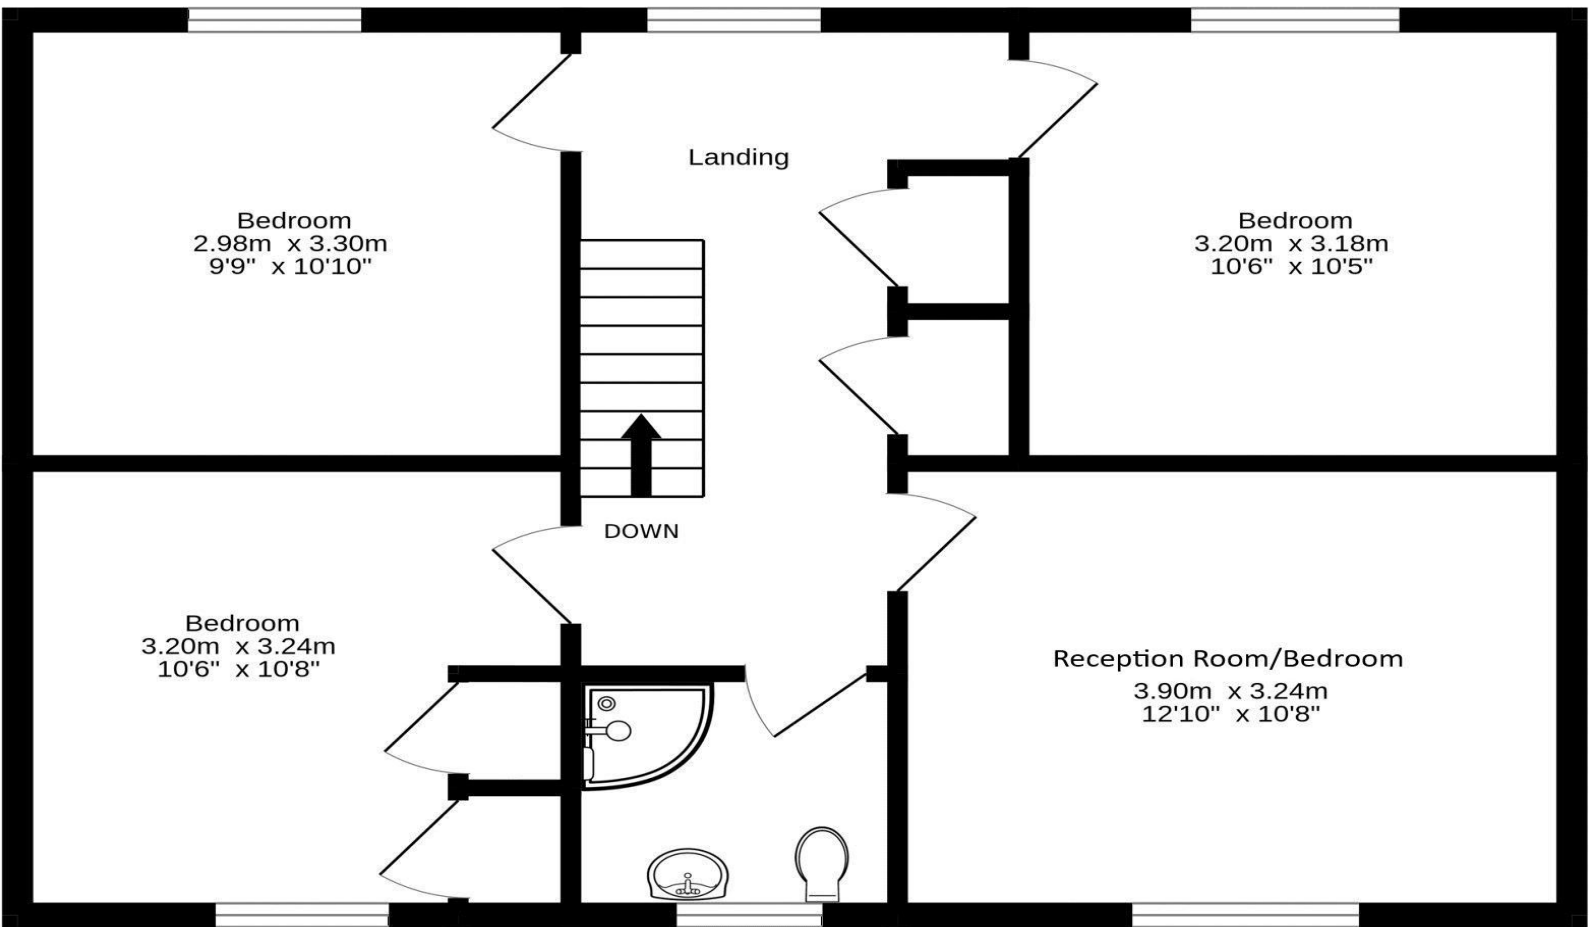 Landing
Bedroom
2.98m x 3.30m
9'9" x 10'10"
Bedroom
3.20m x 3.18m
10'6" x 10'5"
DOWN
Bedroom
3.20m x 3.24m
10'6" x 10'8"
Reception Room/Bedroom
3.90m x 3.24m
12'10" x 10'8"